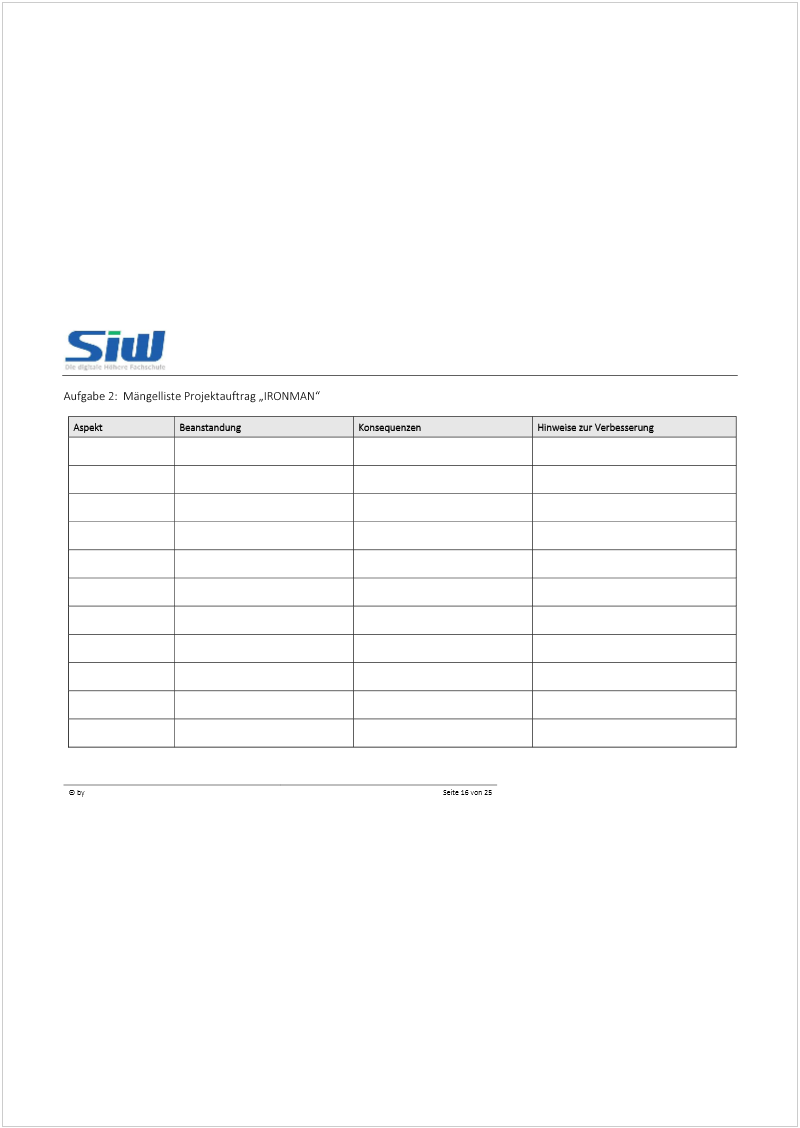 Siw
Die digitale Höhere Fachschule
Aufgabe 2: Mängelliste Projektauftrag „IRONMAN“
Aspekt Beanstandung Konsequenzen Hinweise zur Verbesserung
© by Seite 16 von 25